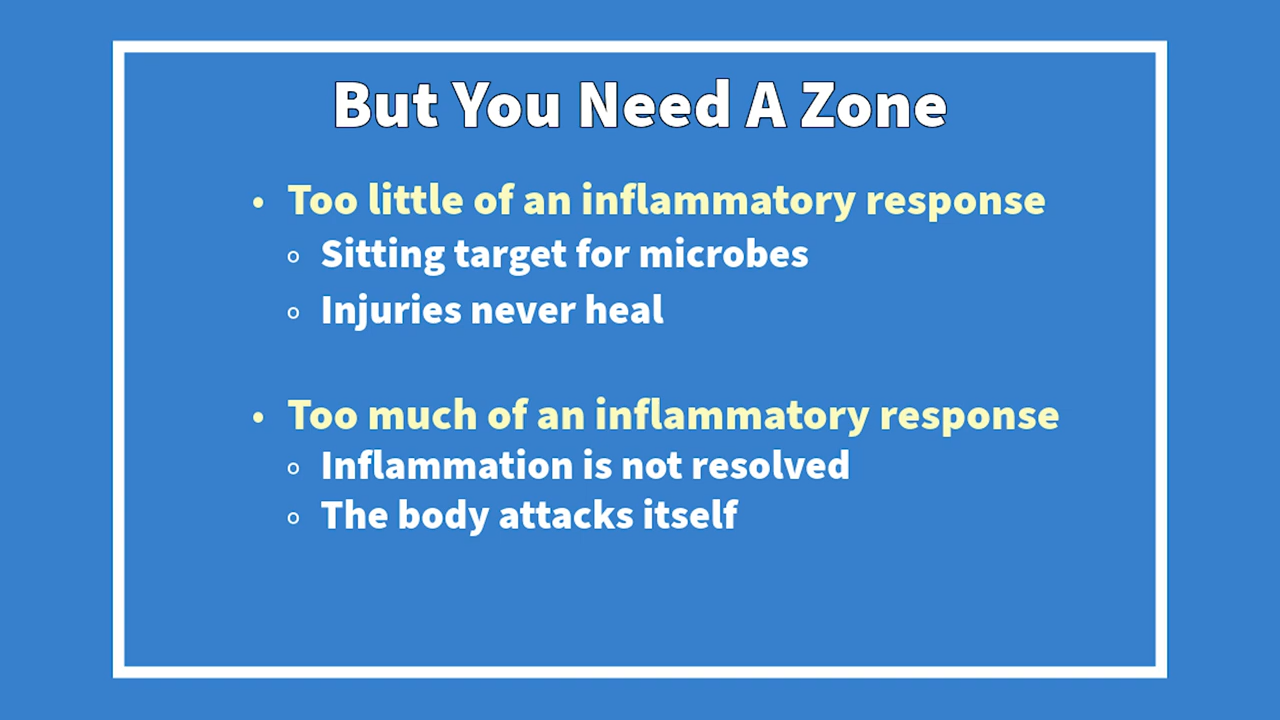 But You Need A Zone
• Too little of an inflammatory response
○ Sitting target for microbes
○ Injuries never heal
• Too much of an inflammatory response
○ Inflammation is not resolved
○ The body attacks itself